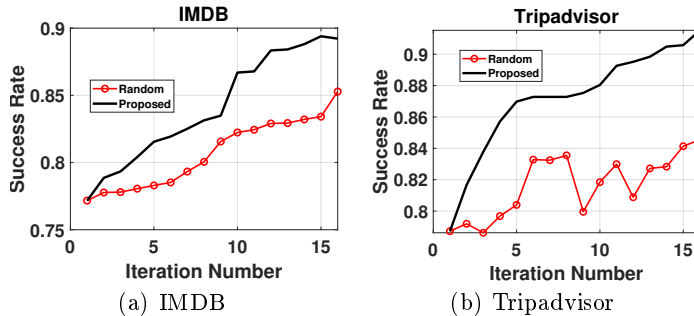 IMDB
0.9
0.85
0.8
0.75
Success Rate
Random
Proposed
0 5 10 15
Iteration Number
(a) IMDB
Tripadvisor
0.9
0.88
0.86
0.84
0.82
0.8
Success Rate
Random
Proposed
0 5 10 15
Iteration Number
(b) Tripadvisor